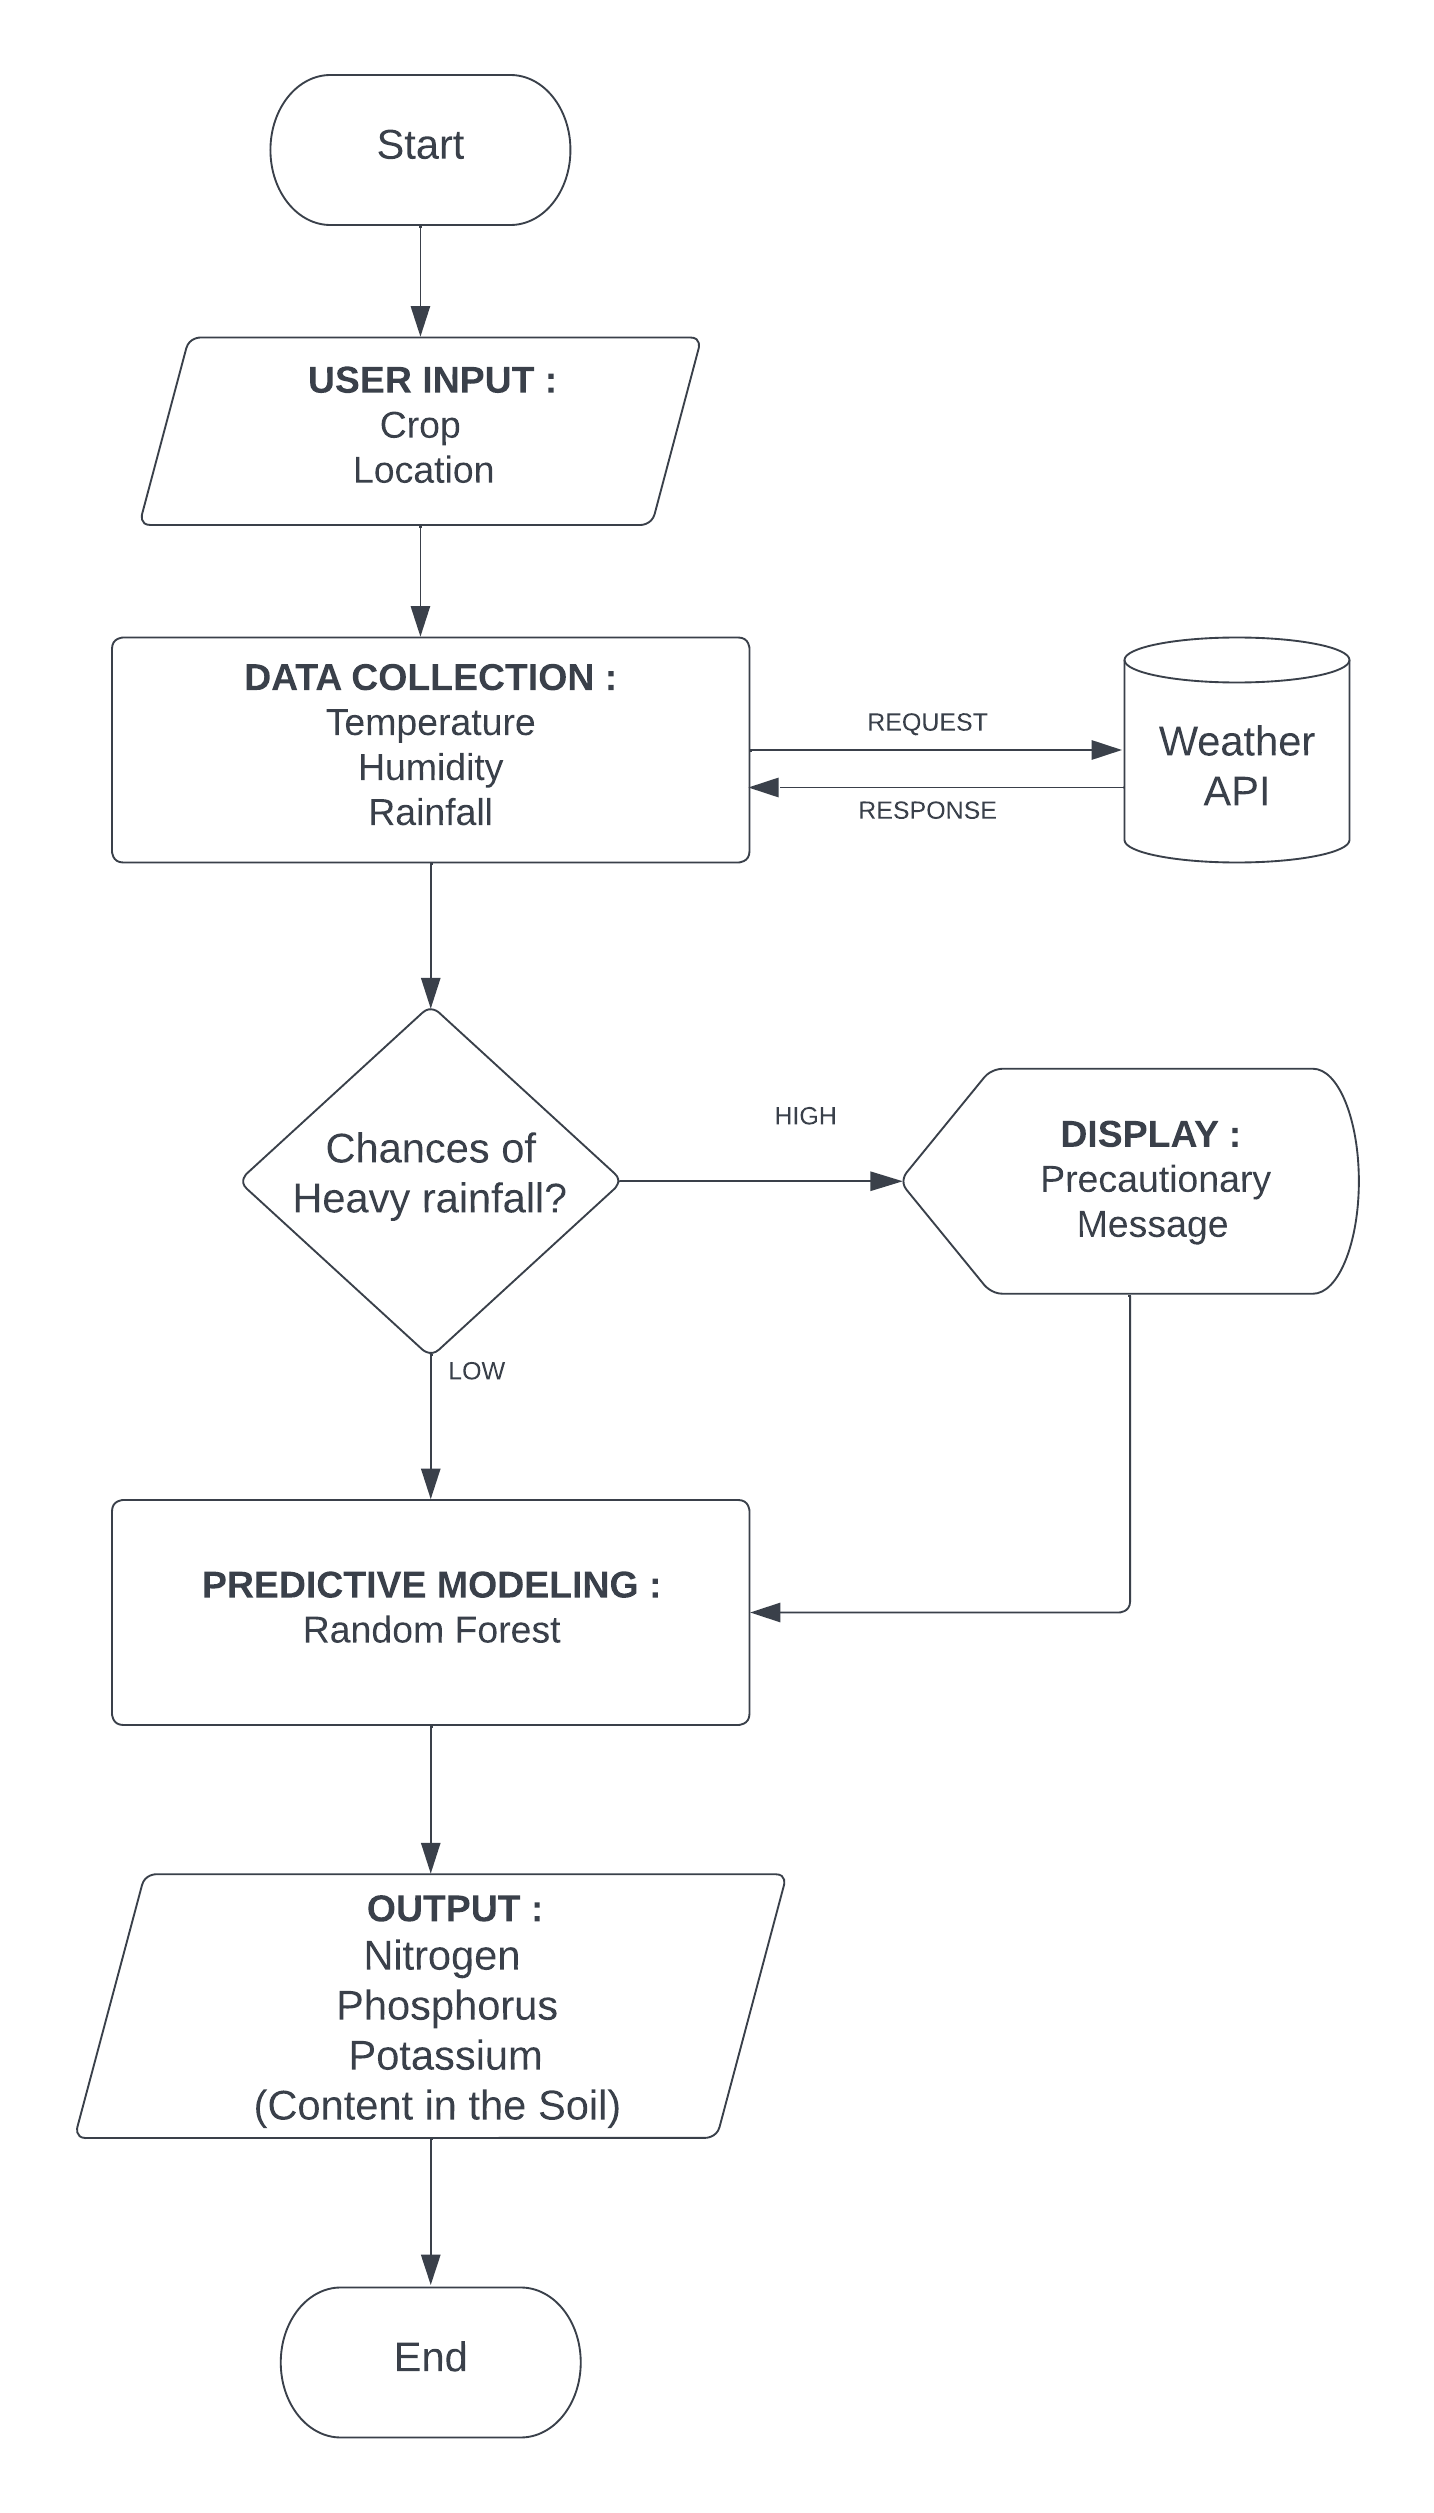 Start
USER INPUT :
Crop
Location
DATA COLLECTION :
Temperature
Humidity
Rainfall
REQUEST
RESPONSE
Weather
API
Chances of
Heavy rainfall?
HIGH
DISPLAY :
Precautionary
Message
LOW
PREDICTIVE MODELING :
Random Forest
OUTPUT :
Nitrogen
Phosphorus
Potassium
(Content in the Soil)
End